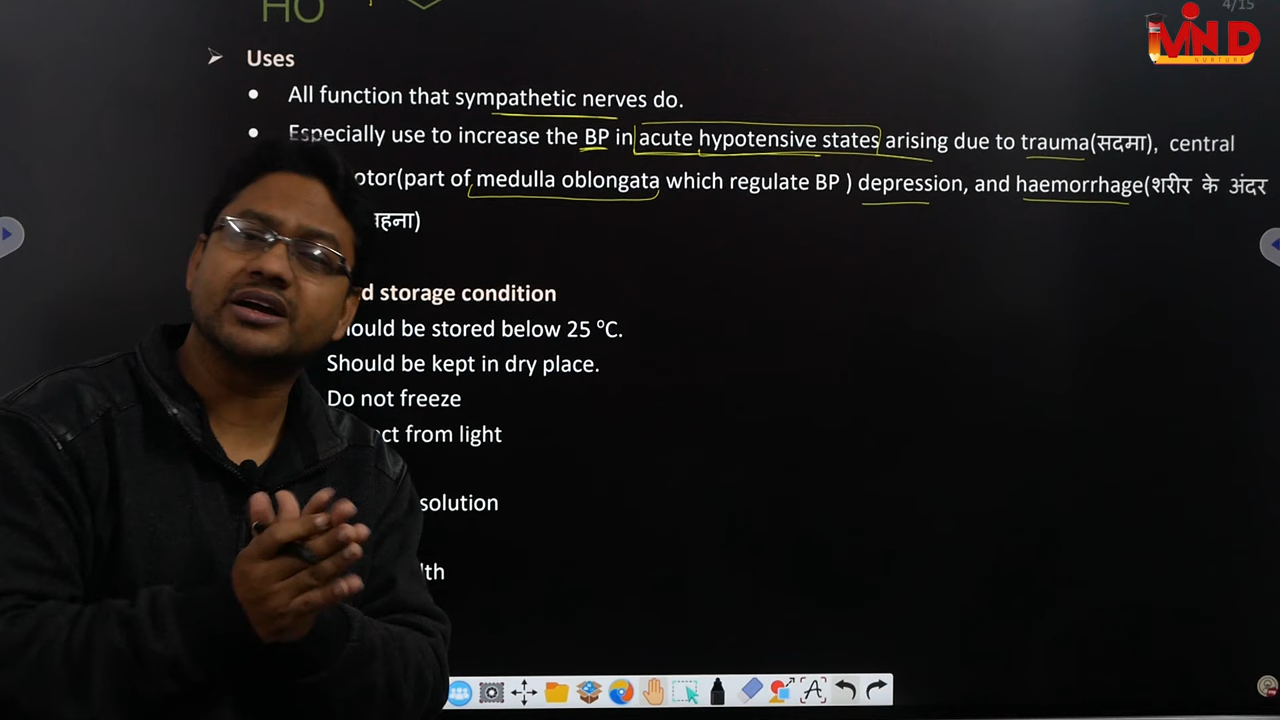 HO
4/15
MIND
NURTURE
Uses
All function that sympathetic nerves do.
Especially use to increase the BP in acute hypotensive states arising due to trauma(सदमा), central
otor(part of medulla oblongata which regulate BP ) depression, and haemorrhage(शरीर के अंदर
हना)
d storage condition
hould be stored below 25 °C.
Should be kept in dry place.
Do not freeze
ct from light
solution
lth